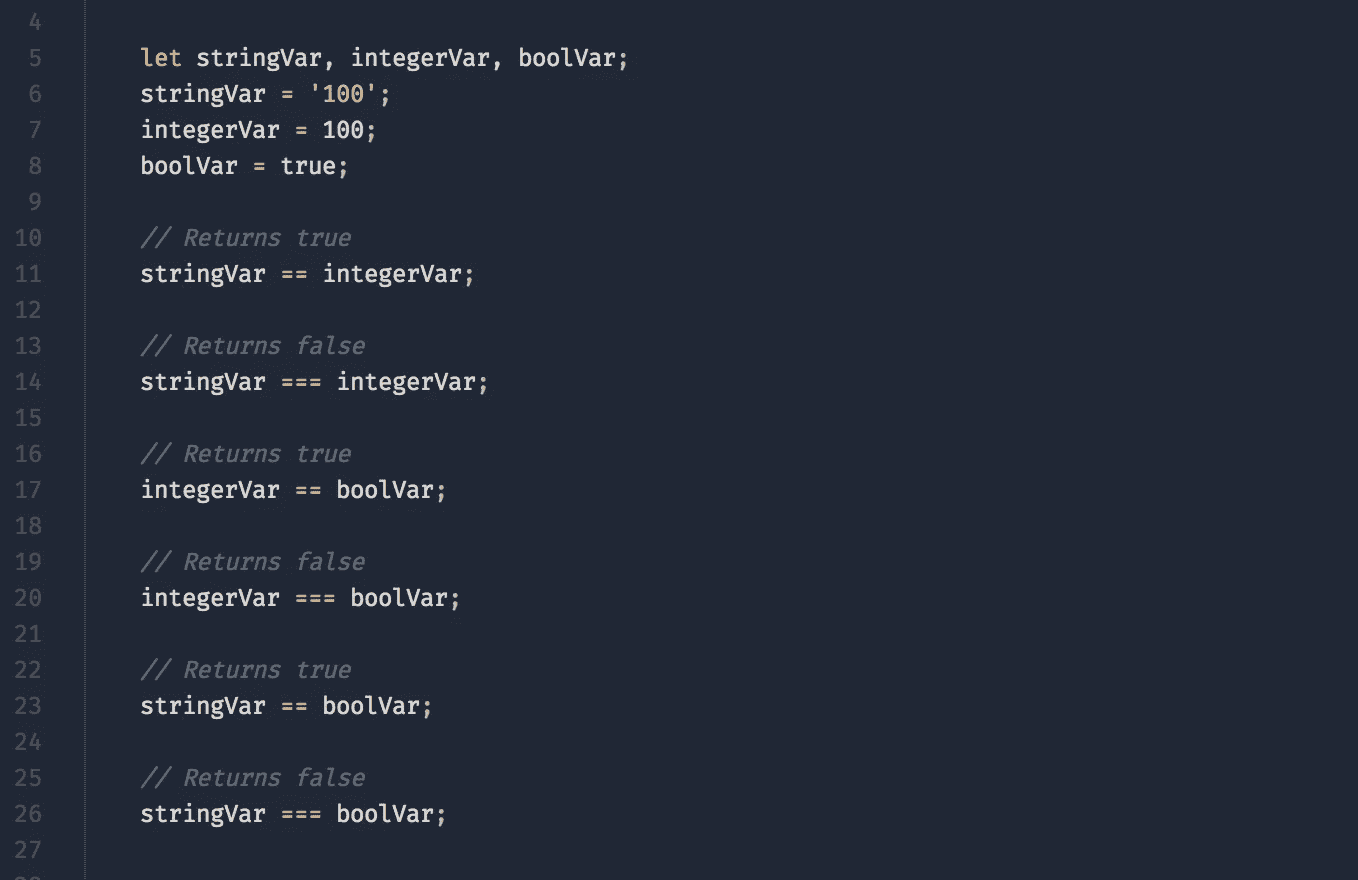 4
5 let stringVar, integerVar, boolVar;
6 stringVar = '100';
7 integerVar = 100;
8 boolVar = true;
9
10 // Returns true
11 stringVar == integerVar;
12
13 // Returns false
14 stringVar === integerVar;
15
16 // Returns true
17 integerVar == boolVar;
18
19 // Returns false
20 integerVar === boolVar;
21
22 // Returns true
23 stringVar == boolVar;
24
25 // Returns false
26 stringVar === boolVar;
27